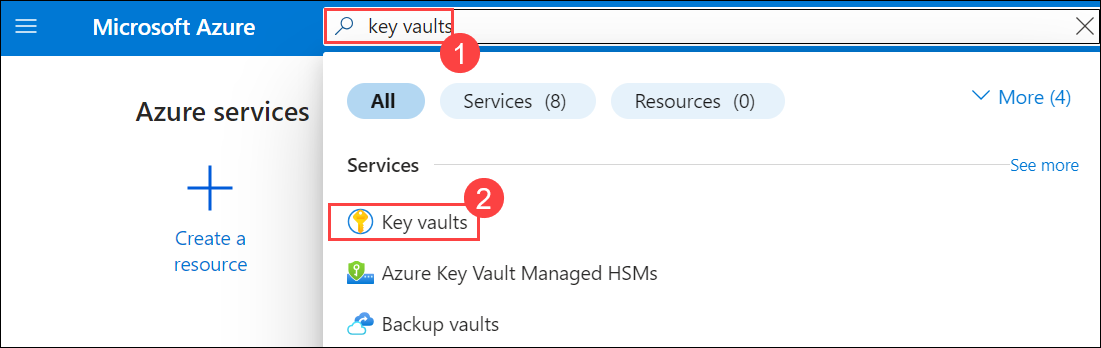 Microsoft Azure
key vaults
1
All
Services (8)
Resources (0)
More (4)
Azure services
Services
See more
2
Key vaults
Create a
resource
Azure Key Vault Managed HSMs
Backup vaults